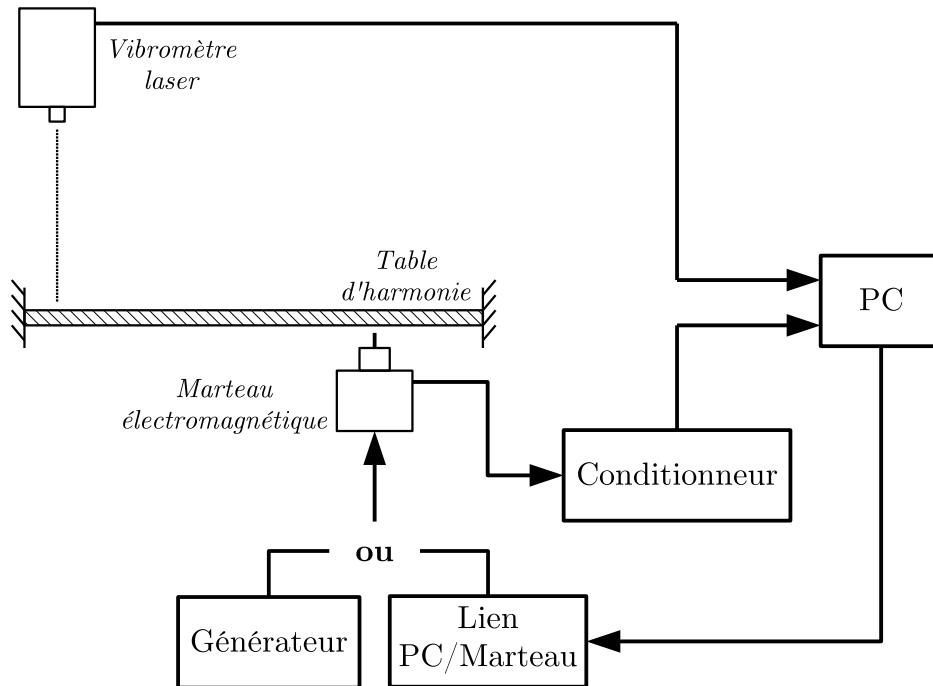 Vibromètre
laser
Table
d'harmonie
PC
Marteau
électromagnétique
Conditionneur
ou
Générateur
Lien
PC/Marteau